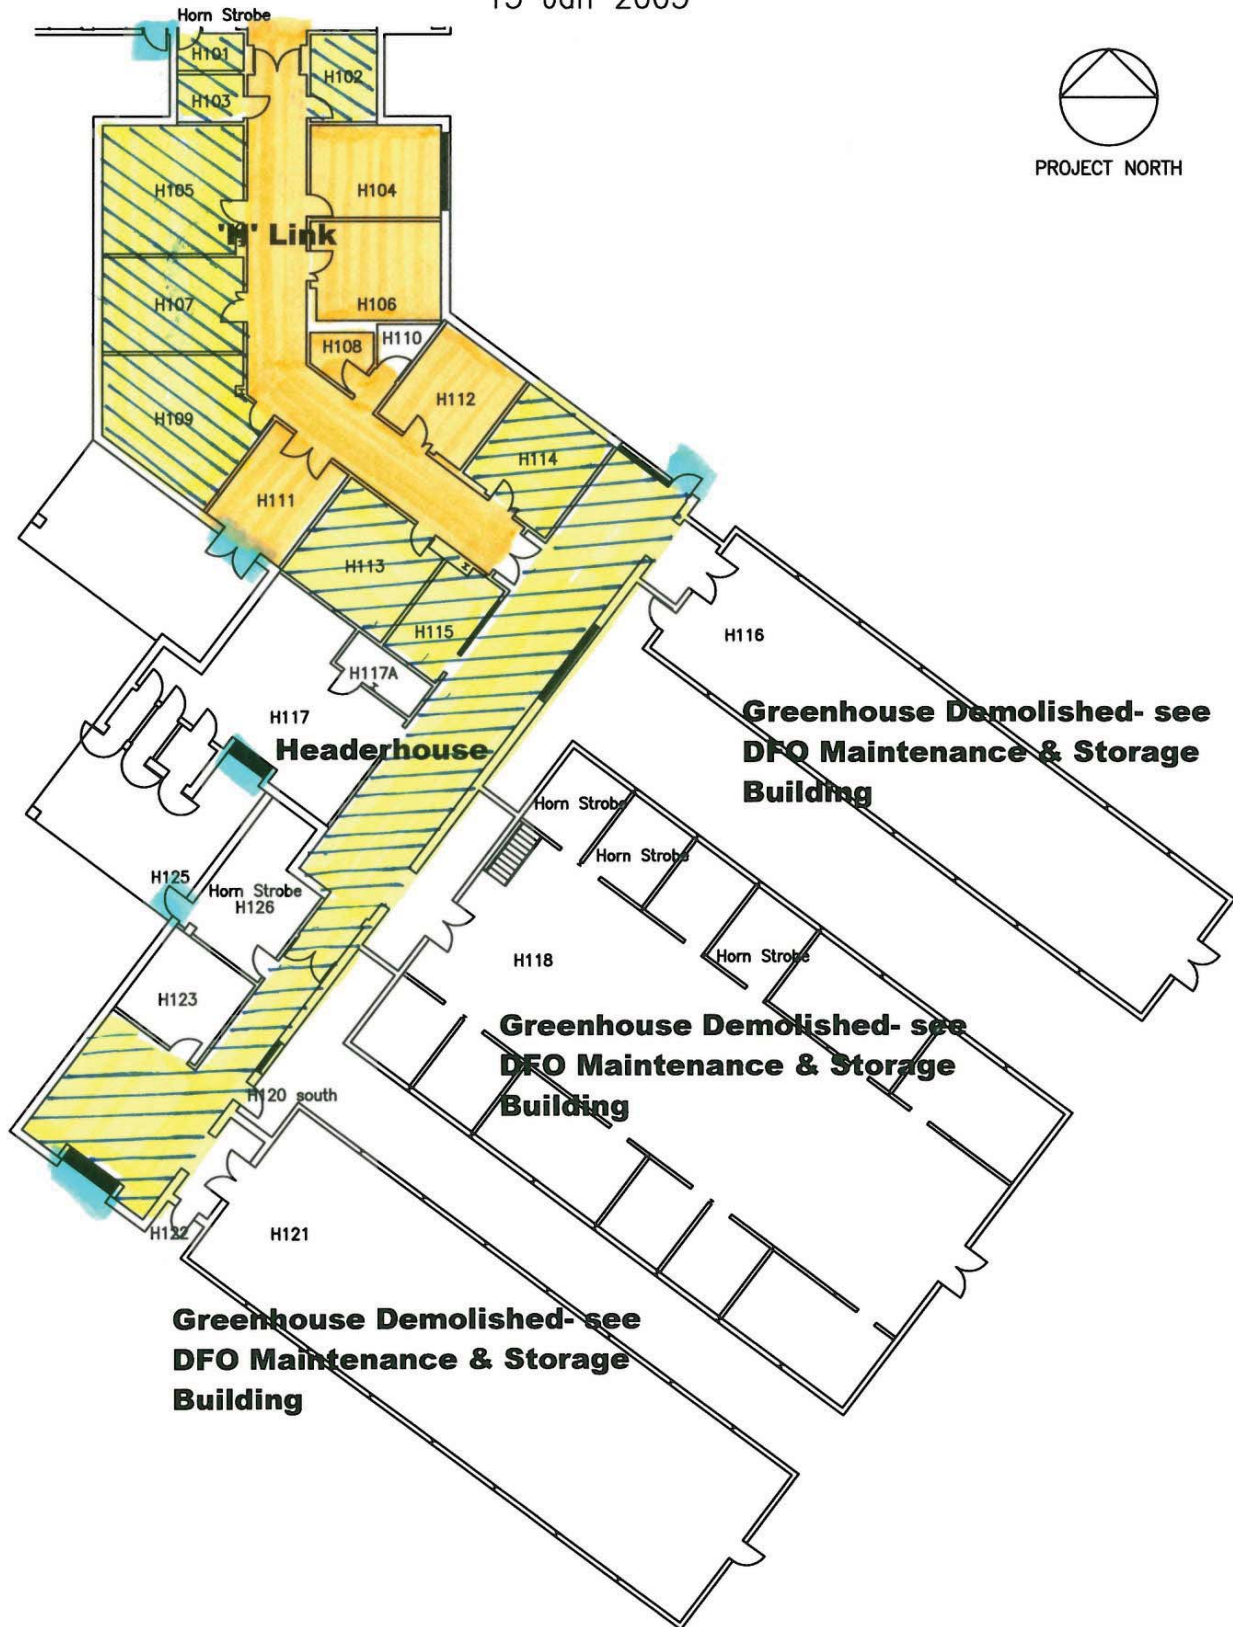 Horn Strobe
H101
H102
H103
PROJECT NORTH
H105
H104
'H' Link
H107
H106
H108
H110
H109
H112
H114
H111
H113
H115
H116
H117A
H117
Headerhouse
Greenhouse Demolished- see
DFO Maintenance & Storage
Building
Horn Strobe
Horn Strobe
H125
Horn Strobe
H126
Horn Strobe
H118
H123
Greenhouse Demolished- see
DFO Maintenance & Storage
Building
H120 south
H122
H121
Greenhouse Demolished- see
DFO Maintenance & Storage
Building